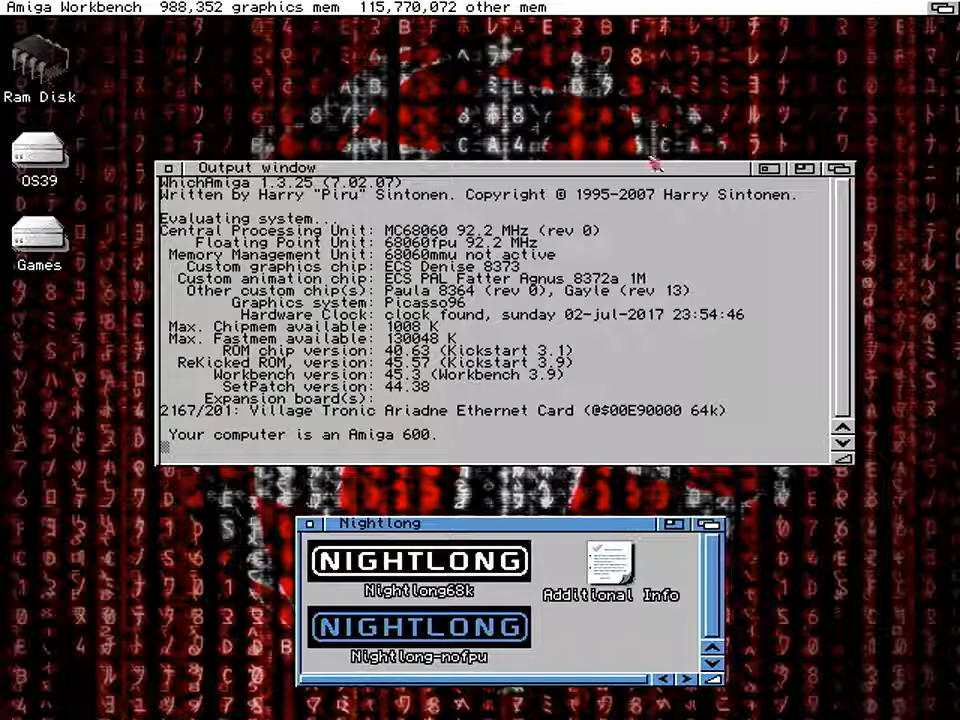 Amiga Workbench  988,352 graphics mem  115,770,072 other mem
Ram Disk
OS39
Games
Output window
WhichAmiga 1.3.25 (7.02.07)
Written by Harry "Piru" Sintonen. Copyright © 1995-2007 Harry Sintonen.
Evaluating system...
Central Processing Unit: MC68060 92.2 MHz (rev 0)
Floating Point Unit: 68060fpu 92.2 MHz
Memory Management Unit: 68060mmu not active
Custom graphics chip: ECS Denise 8373
Custom animation chip: ECS PAL Fatter Agnus 8372a 1M
Other custom chip(s): Paula 8364 (rev 0), Gayle (rev 13)
Graphics system: Picasso96
Hardware Clock: clock found, sunday 02-jul-2017 23:54:46
Max. Chipmem available: 1008 K
Max. Fastmem available: 130048 K
ROM chip version: 40.63 (Kickstart 3.1)
ReKicked ROM, version: 45.57 (Kickstart 3.9)
Workbench version: 45.3 (Workbench 3.9)
SetPatch version: 44.38
Expansion board(s):
2167/201: Village Tronic Ariadne Ethernet Card (@$00E90000 64k)
Your computer is an Amiga 600.
Nightlong
NIGHTLONG
Nightlong68k
Additional Info
NIGHTLONG
Nightlong-nofpu